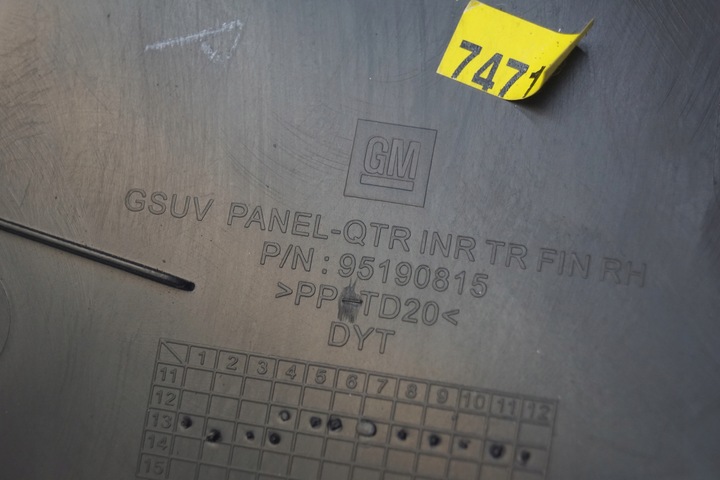 7471
GM
GSUV PANEL-QTR INR TR FIN RH
P/N : 95190815
>PP-TD20<
DYT
1 2 3 4 5 6 7 8 9 10 11 12
11
12
13
14
15